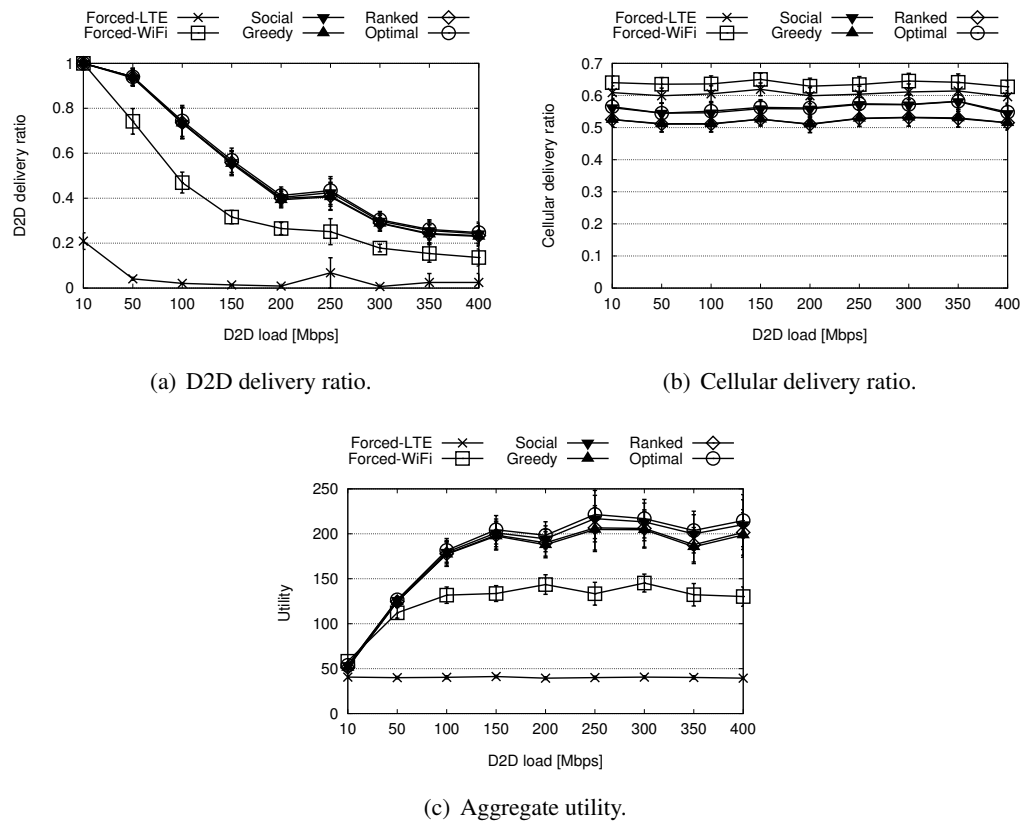 Forced-LTE Social Ranked
Forced-WiFi Greedy Optimal
1
0.8
0.6
0.4
0.2
0
D2D delivery ratio
10 50 100 150 200 250 300 350 400
D2D load [Mbps]
(a) D2D delivery ratio.
Forced-LTE Social Ranked
Forced-WiFi Greedy Optimal
0.7
0.6
0.5
0.4
0.3
0.2
0.1
0
Cellular delivery ratio
10 50 100 150 200 250 300 350 400
D2D load [Mbps]
(b) Cellular delivery ratio.
Forced-LTE Social Ranked
Forced-WiFi Greedy Optimal
250
200
150
100
50
0
Utility
10 50 100 150 200 250 300 350 400
D2D load [Mbps]
(c) Aggregate utility.